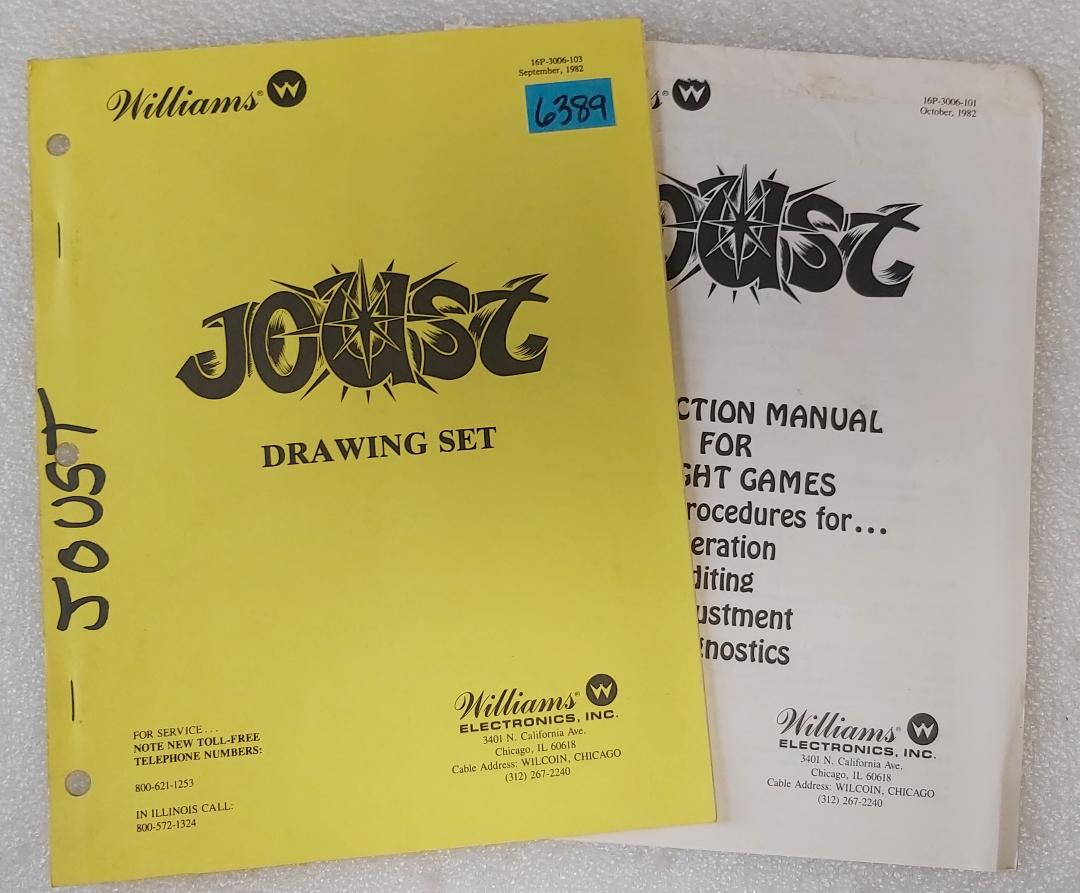 Williams®
16P-3006-103
September, 1982
6389
JOUST
DRAWING SET
JOUST
FOR SERVICE...
NOTE NEW TOLL-FREE
TELEPHONE NUMBERS:
800-621-1253
IN ILLINOIS CALL:
800-572-1324
Williams®
ELECTRONICS, INC.
3401 N. California Ave.
Chicago, IL 60618
Cable Address: WILCOIN, CHICAGO
(312) 267-2240
s®
16P-3006-101
October, 1982
OUST
CTION MANUAL
FOR
GHT GAMES
rocedures for...
eration
diting
ustment
gnostics
Williams®
ELECTRONICS, INC.
3401 N. California Ave.
Chicago, IL 60618
Cable Address: WILCOIN, CHICAGO
(312) 267-2240